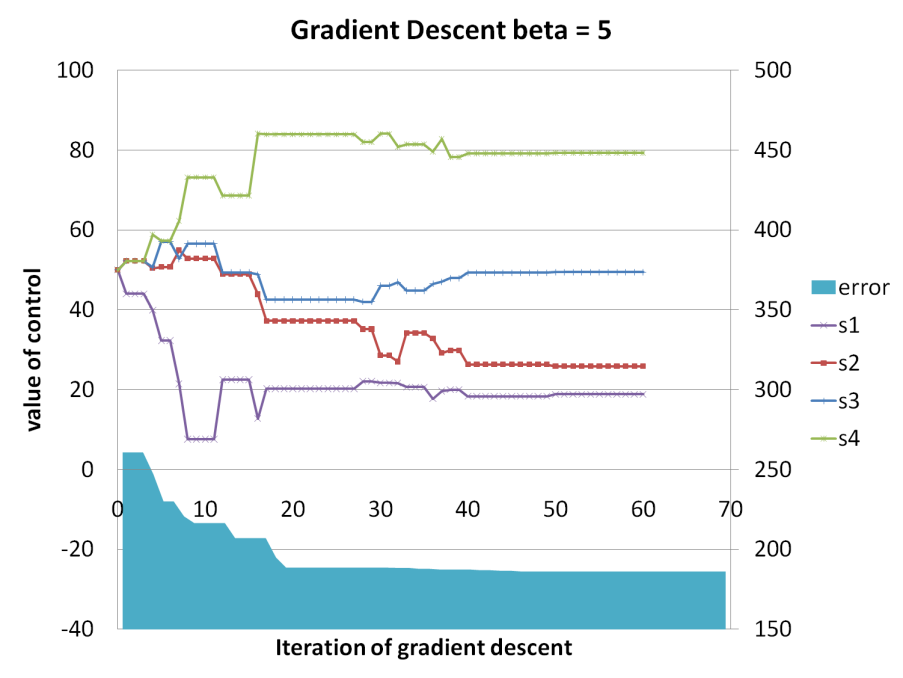 Gradient Descent beta = 5
100
80
60
40
20
0
-20
-40
value of control
500
450
400
350
300
250
200
150
0 10 20 30 40 50 60 70
Iteration of gradient descent
error
s1
s2
s3
s4